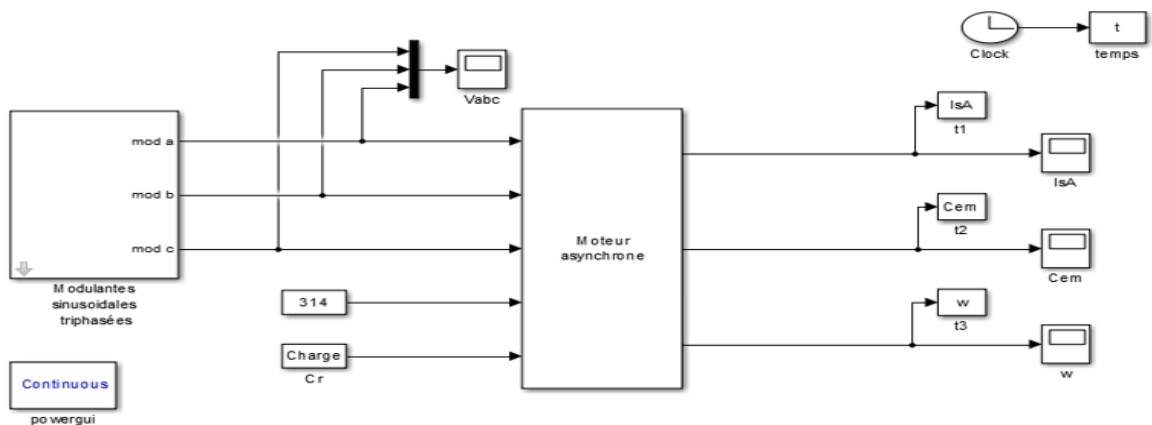 t
Clock
temps
Vabc
mod a
mod b
mod c
Modulantes
sinusoidales
triphasées
Moteur
asynchrone
314
Charge
Cr
IsA
t1
IsA
Cem
t2
Cem
w
t3
w
Continuous
powergui